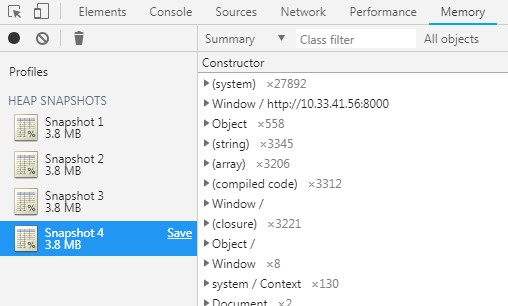 Elements Console Sources Network Performance Memory
Summary ▼ Class filter All objects
Profiles
Constructor
HEAP SNAPSHOTS
Snapshot 1
3.8 MB
Snapshot 2
3.8 MB
Snapshot 3
3.8 MB
Snapshot 4 Save
3.8 MB
(system) ×27892
Window / http://10.33.41.56:8000
Object ×558
(string) ×3345
(array) ×3206
(compiled code) ×3312
Window /
(closure) ×3221
Object /
Window ×8
system / Context ×130
Document ×2